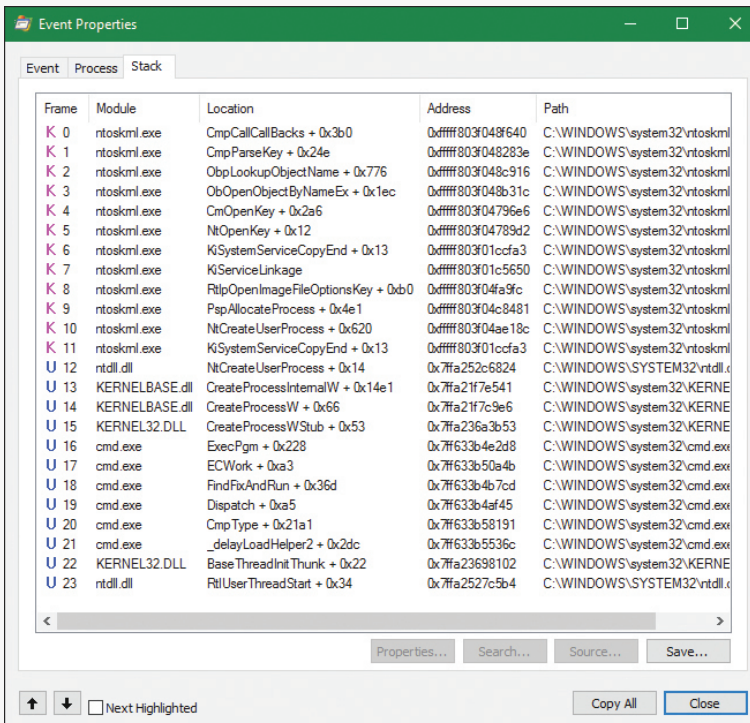 Event Properties
Event Process Stack
Frame Module Location Address Path
K 0 ntoskrnl.exe CmpCallCallBacks + 0x3b0 0xfffff803f048f640 C:\WINDOWS\system32\ntoskrnl
K 1 ntoskrnl.exe CmpParseKey + 0x24e 0xfffff803f048283e C:\WINDOWS\system32\ntoskrnl
K 2 ntoskrnl.exe ObpLookupObjectName + 0x776 0xfffff803f048c916 C:\WINDOWS\system32\ntoskrnl
K 3 ntoskrnl.exe ObOpenObjectByNameEx + 0x1ec 0xfffff803f048b31c C:\WINDOWS\system32\ntoskrnl
K 4 ntoskrnl.exe CmOpenKey + 0x2a6 0xfffff803f04796e6 C:\WINDOWS\system32\ntoskrnl
K 5 ntoskrnl.exe NtOpenKey + 0x12 0xfffff803f04789d2 C:\WINDOWS\system32\ntoskrnl
K 6 ntoskrnl.exe KiSystemServiceCopyEnd + 0x13 0xfffff803f01ccfa3 C:\WINDOWS\system32\ntoskrnl
K 7 ntoskrnl.exe KiServiceLinkage 0xfffff803f01c5650 C:\WINDOWS\system32\ntoskrnl
K 8 ntoskrnl.exe RtlpOpenImageFileOptionsKey + 0xb0 0xfffff803f04fa9fc C:\WINDOWS\system32\ntoskrnl
K 9 ntoskrnl.exe PspAllocateProcess + 0x4e1 0xfffff803f04c8481 C:\WINDOWS\system32\ntoskrnl
K 10 ntoskrnl.exe NtCreateUserProcess + 0x620 0xfffff803f04ae18c C:\WINDOWS\system32\ntoskrnl
K 11 ntoskrnl.exe KiSystemServiceCopyEnd + 0x13 0xfffff803f01ccfa3 C:\WINDOWS\system32\ntoskrnl
U 12 ntdll.dll NtCreateUserProcess + 0x14 0x7ffa252c6824 C:\WINDOWS\SYSTEM32\ntdll.d
U 13 KERNELBASE.dll CreateProcessInternalW + 0x14e1 0x7ffa21f7e541 C:\WINDOWS\system32\KERNE
U 14 KERNELBASE.dll CreateProcessW + 0x66 0x7ffa21f7c9e6 C:\WINDOWS\system32\KERNE
U 15 KERNEL32.DLL CreateProcessWStub + 0x53 0x7ffa236a3b53 C:\WINDOWS\system32\KERNE
U 16 cmd.exe ExecPgm + 0x228 0x7ff633b4e2d8 C:\WINDOWS\system32\cmd.exe
U 17 cmd.exe ECWork + 0xa3 0x7ff633b50a4b C:\WINDOWS\system32\cmd.exe
U 18 cmd.exe FindFixAndRun + 0x36d 0x7ff633b4b7cd C:\WINDOWS\system32\cmd.exe
U 19 cmd.exe Dispatch + 0xa5 0x7ff633b4af45 C:\WINDOWS\system32\cmd.exe
U 20 cmd.exe CmpType + 0x21a1 0x7ff633b58191 C:\WINDOWS\system32\cmd.exe
U 21 cmd.exe _delayLoadHelper2 + 0x2dc 0x7ff633b5536c C:\WINDOWS\system32\cmd.exe
U 22 KERNEL32.DLL BaseThreadInitThunk + 0x22 0x7ffa23698102 C:\WINDOWS\system32\KERNE
U 23 ntdll.dll RtlUserThreadStart + 0x34 0x7ffa2527c5b4 C:\WINDOWS\SYSTEM32\ntdll.d
Properties... Search... Source... Save...
Next Highlighted Copy All Close